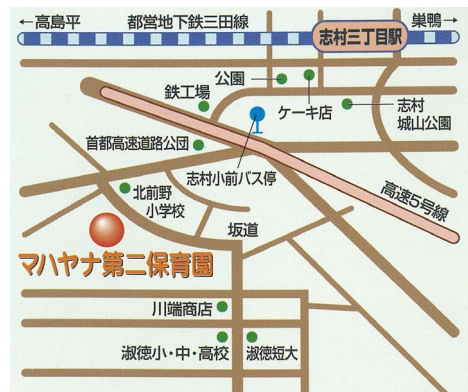 ←高島平
都営地下鉄三田線
巣鴨→
志村三丁目駅
公園
鉄工場
ケーキ店
志村
城山公園
首都高速道路公団
志村小前バス停
高速5号線
北前野
小学校
坂道
マハヤナ第二保育園
川端商店
淑徳小・中・高校
淑徳短大